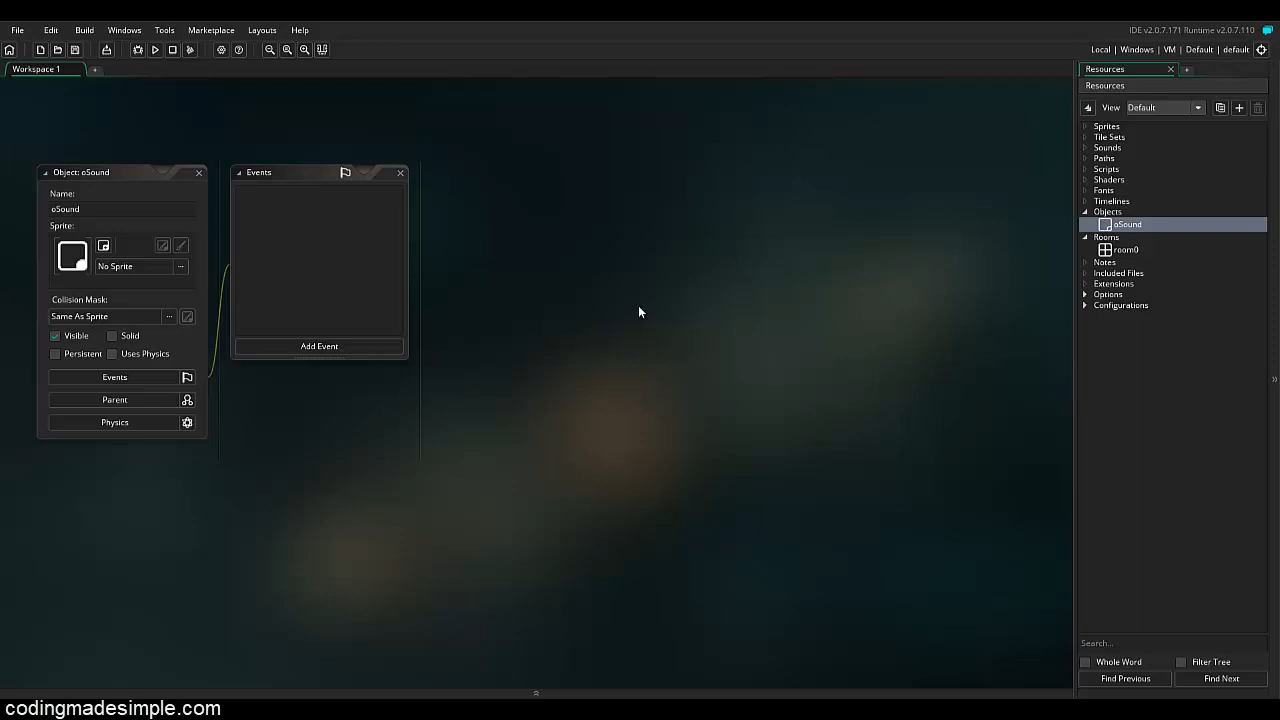 File Edit Build Windows Tools Marketplace Layouts Help
IDE v2.0.7.171 Runtime v2.0.7.110
Local | Windows | VM | Default | default
Workspace 1
Resources
Resources
View Default
Sprites
Tile Sets
Sounds
Paths
Scripts
Shaders
Fonts
Timelines
Objects
oSound
Rooms
room0
Notes
Included Files
Extensions
Options
Configurations
Object: oSound
Name:
oSound
Sprite:
No Sprite
Collision Mask:
Same As Sprite
Visible Solid
Persistent Uses Physics
Events
Parent
Physics
Events
Add Event
Search...
Whole Word Filter Tree
Find Previous Find Next
codingmadesimple.com